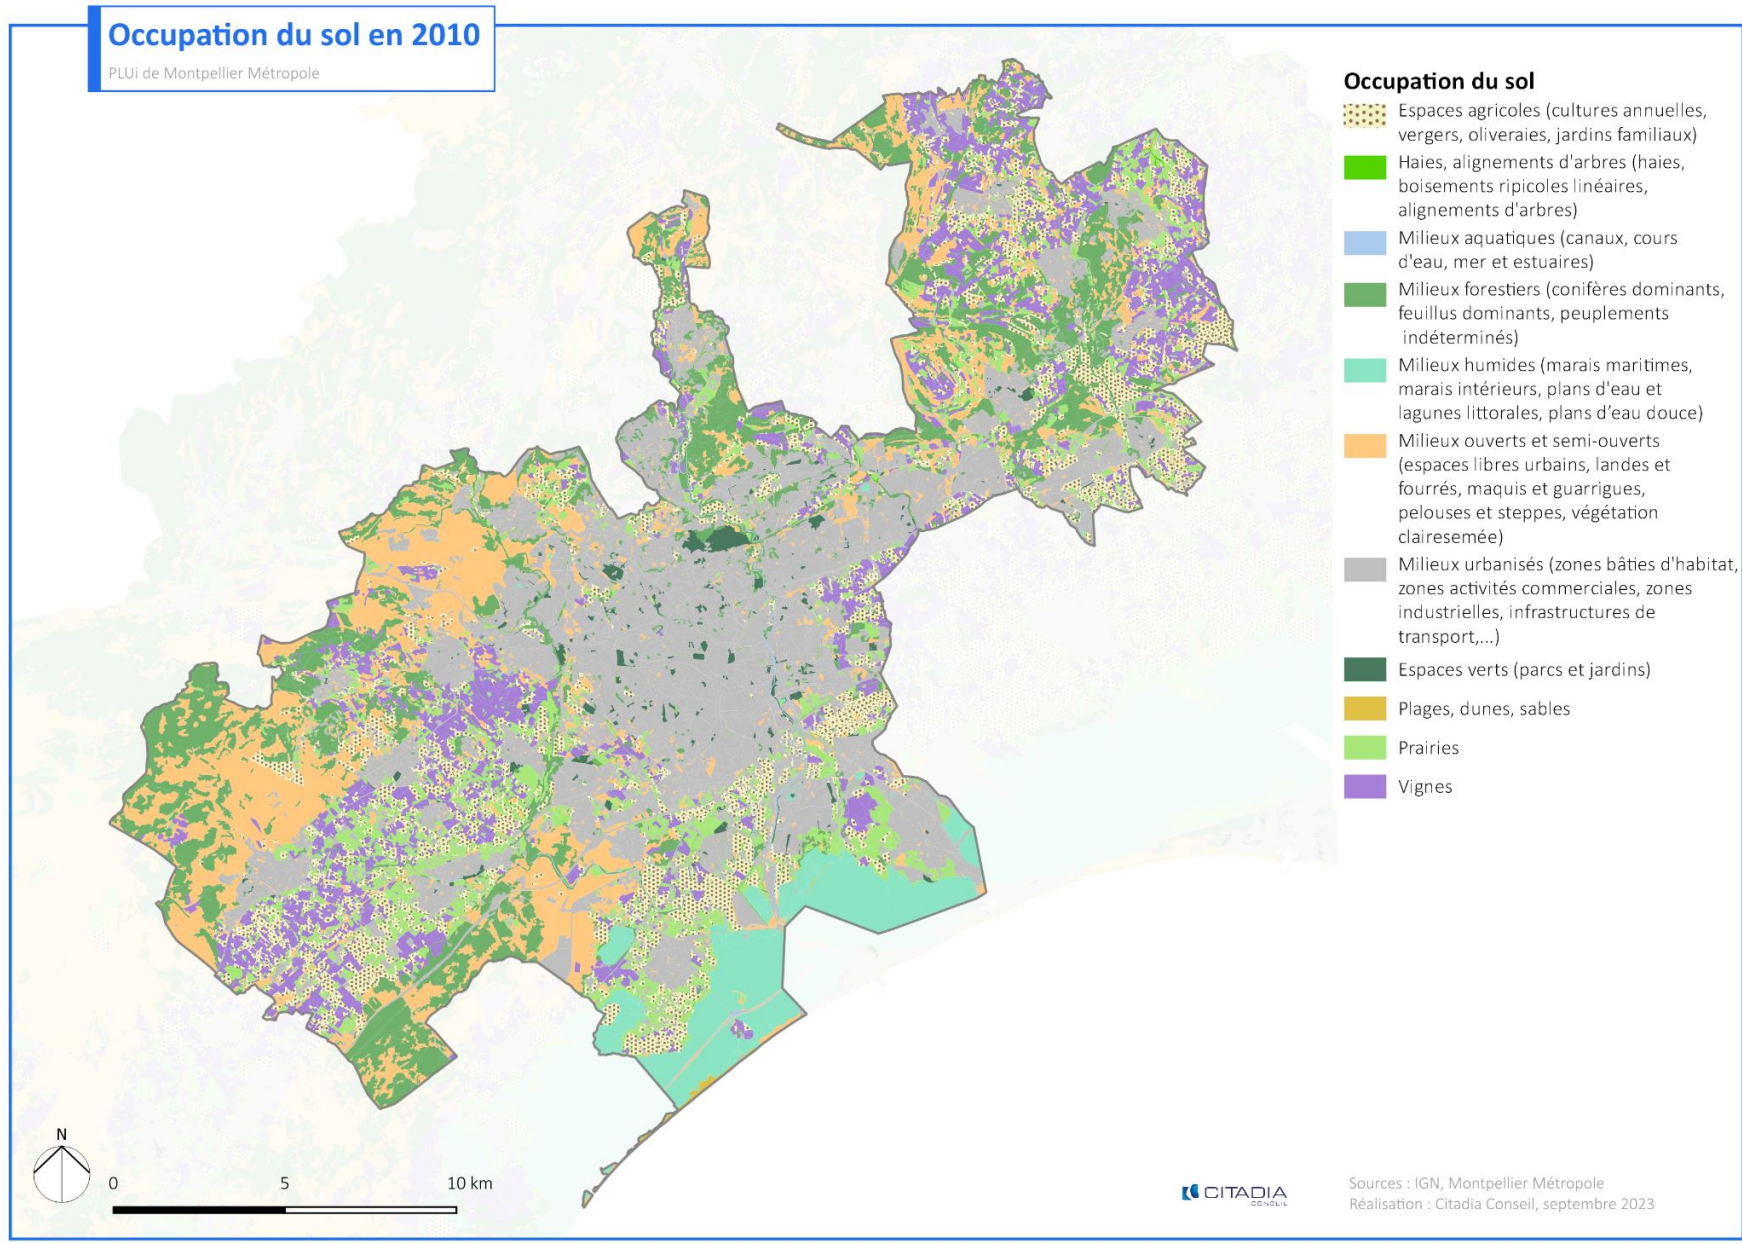 Occupation du sol en 2010
PLUi de Montpellier Métropole
Occupation du sol
Espaces agricoles (cultures annuelles,
vergers, oliveraies, jardins familiaux)
Haies, alignements d'arbres (haies,
boisements ripicoles linéaires,
alignements d'arbres)
Milieux aquatiques (canaux, cours
d'eau, mer et estuaires)
Milieux forestiers (conifères dominants,
feuillus dominants, peuplements
indéterminés)
Milieux humides (marais maritimes,
marais intérieurs, plans d'eau et
lagunes littorales, plans d’eau douce)
Milieux ouverts et semi-ouverts
(espaces libres urbains, landes et
fourrés, maquis et guarrigues,
pelouses et steppes, végétation
clairesemée)
Milieux urbanisés (zones bâties d'habitat,
zones activités commerciales, zones
industrielles, infrastructures de
transport,...)
Espaces verts (parcs et jardins)
Plages, dunes, sables
Prairies
Vignes
N
0 5 10 km
CITADIA
CONSEIL
Sources : IGN, Montpellier Métropole
Réalisation : Citadia Conseil, septembre 2023